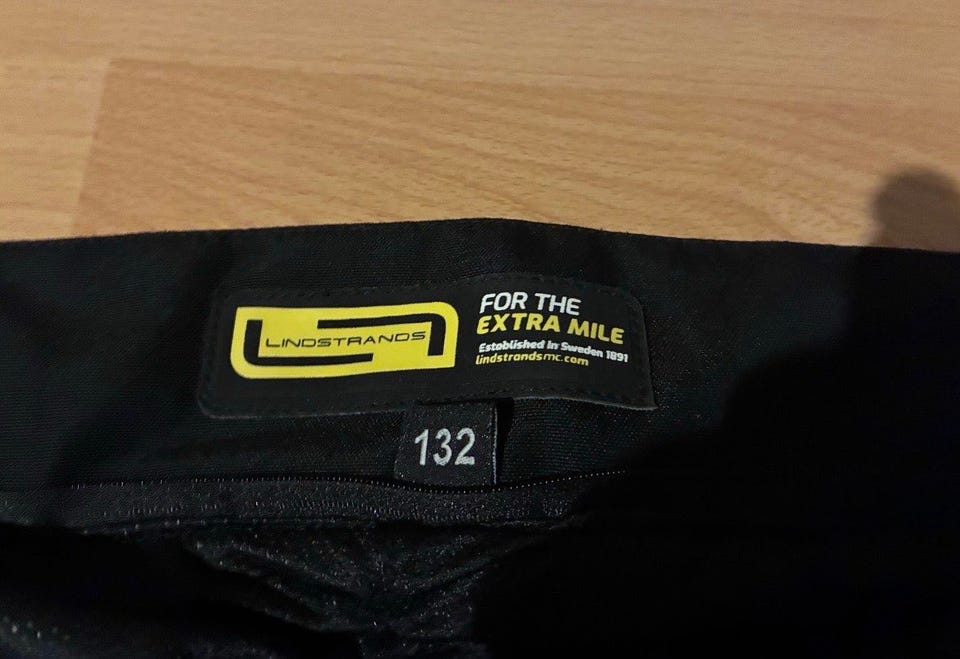 LINDSTRANDS
FOR THE
EXTRA MILE
Established in Sweden 1891
lindstrandsmc.com
132